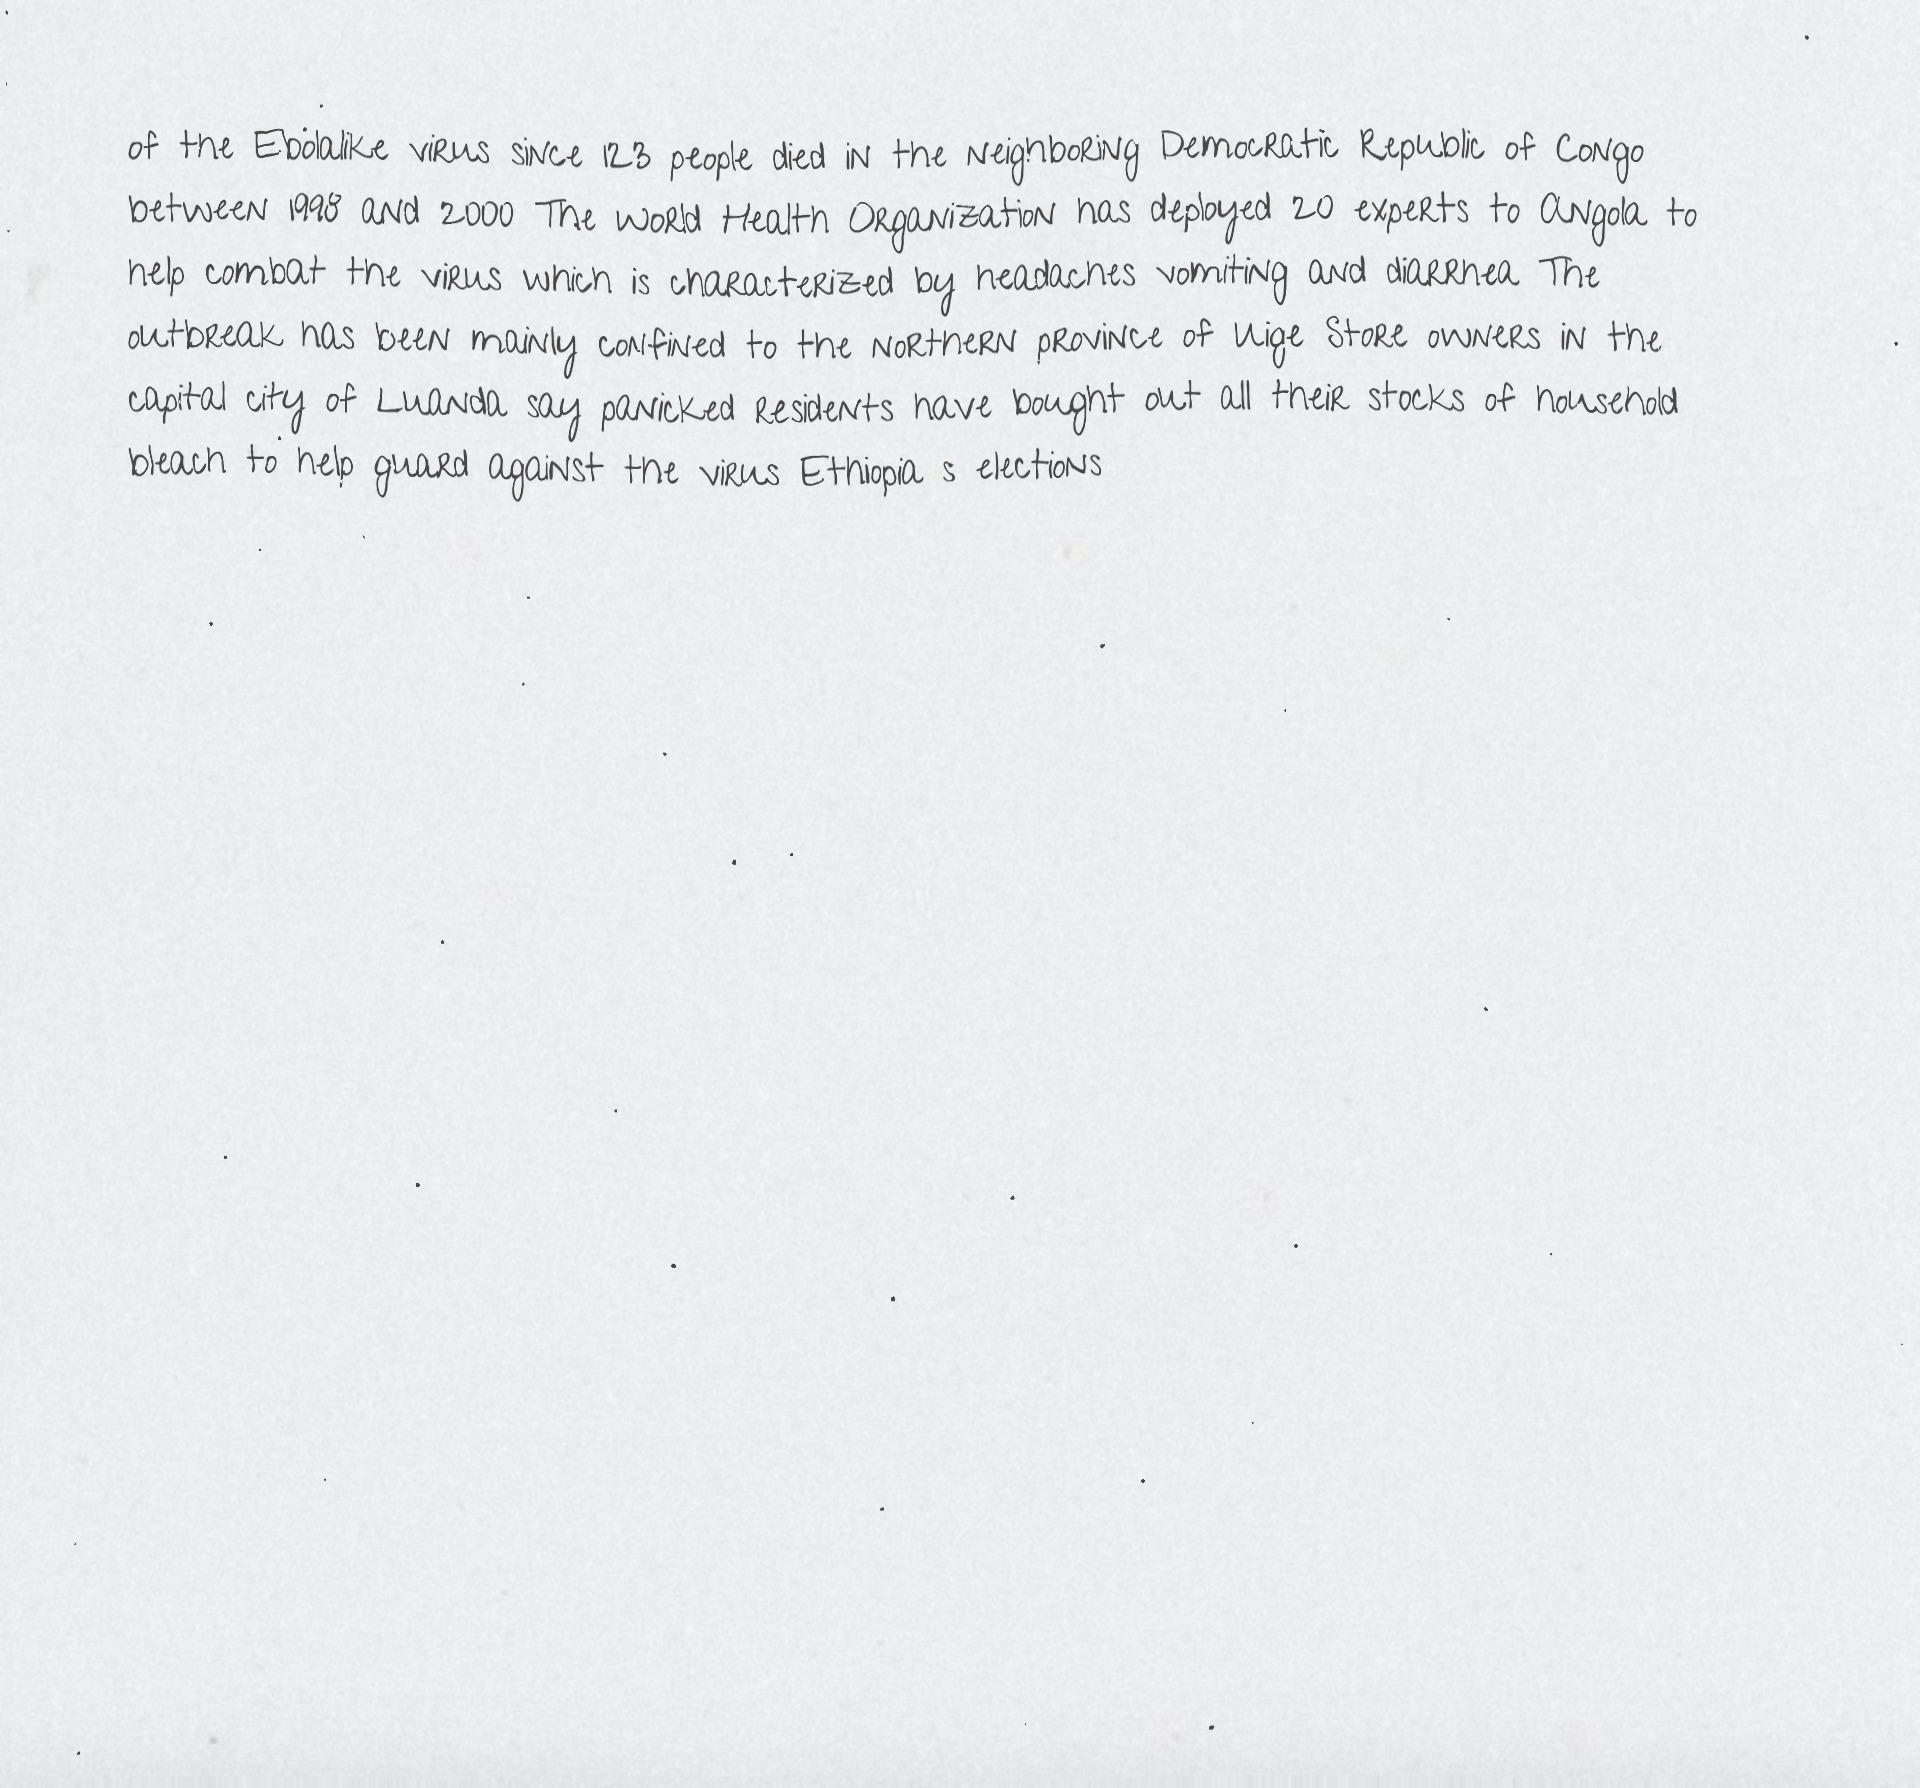 of the Ebolalike virus since 123 people died in the neighboring Democratic Republic of Congo
between 1998 and 2000 The World Health Organization has deployed 20 experts to Angola to
help combat the virus which is characterized by headaches vomiting and diarrhea The
outbreak has been mainly confined to the northern province of Uige Store owners in the
capital city of Luanda say panicked residents have bought out all their stocks of household
bleach to help guard against the virus Ethiopia s elections